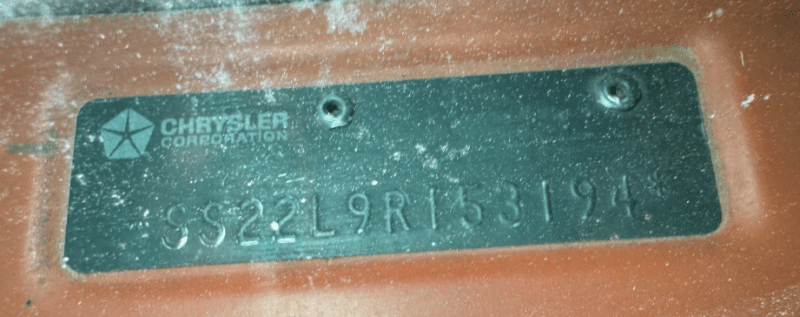 CHRYSLER
CORPORATION
SS22L9R153194*